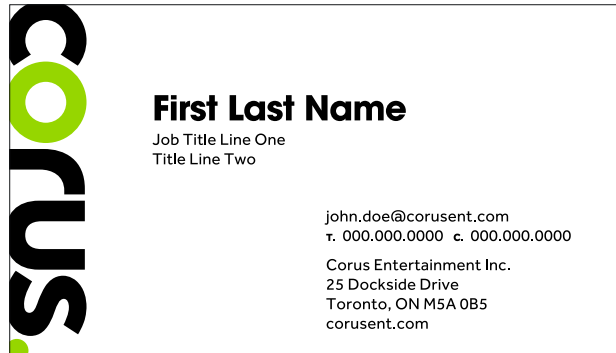 corus.
First Last Name
Job Title Line One
Title Line Two
john.doe@corusent.com
T. 000.000.0000 C. 000.000.0000
Corus Entertainment Inc.
25 Dockside Drive
Toronto, ON M5A 0B5
corusent.com